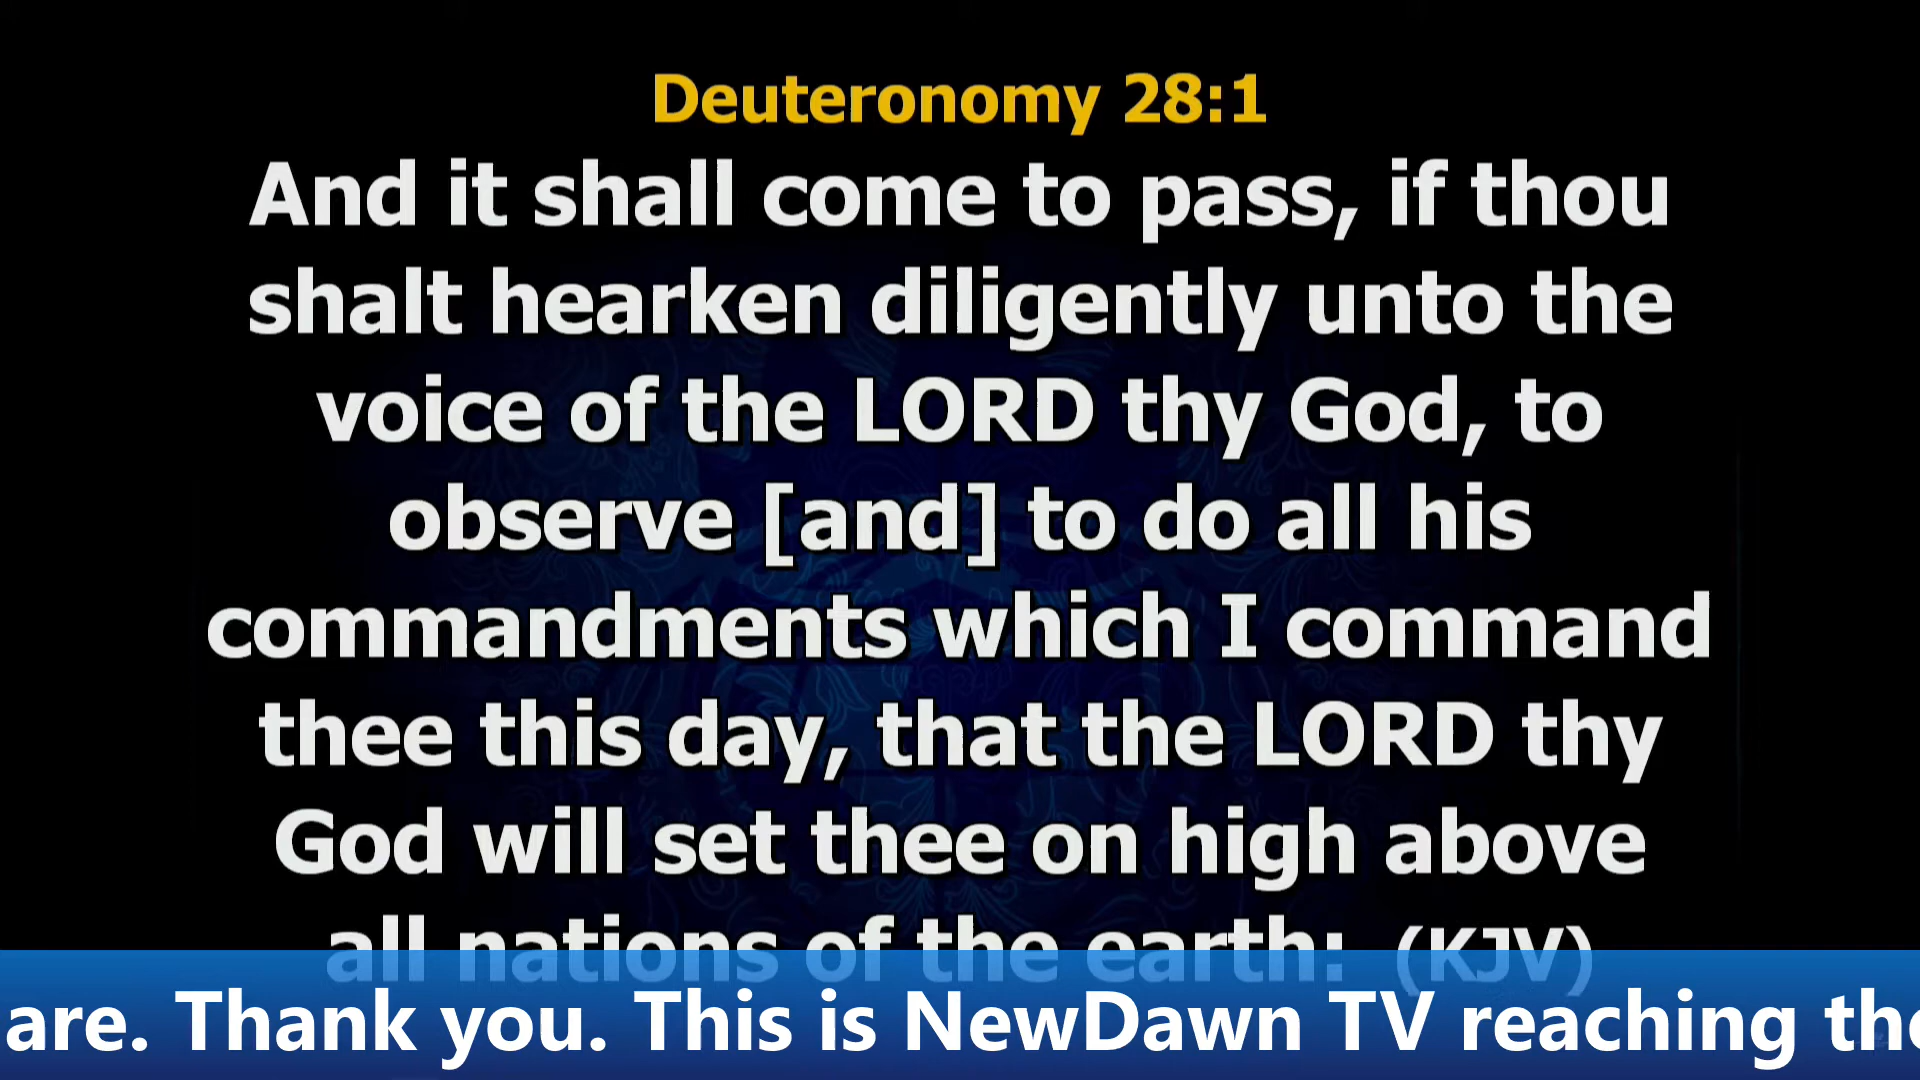 Deuteronomy 28:1
And it shall come to pass, if thou
shalt hearken diligently unto the
voice of the LORD thy God, to
observe [and] to do all his
commandments which I command
thee this day, that the LORD thy
God will set thee on high above
all nations of the earth: (KJV)
are. Thank you. This is NewDawn TV reaching